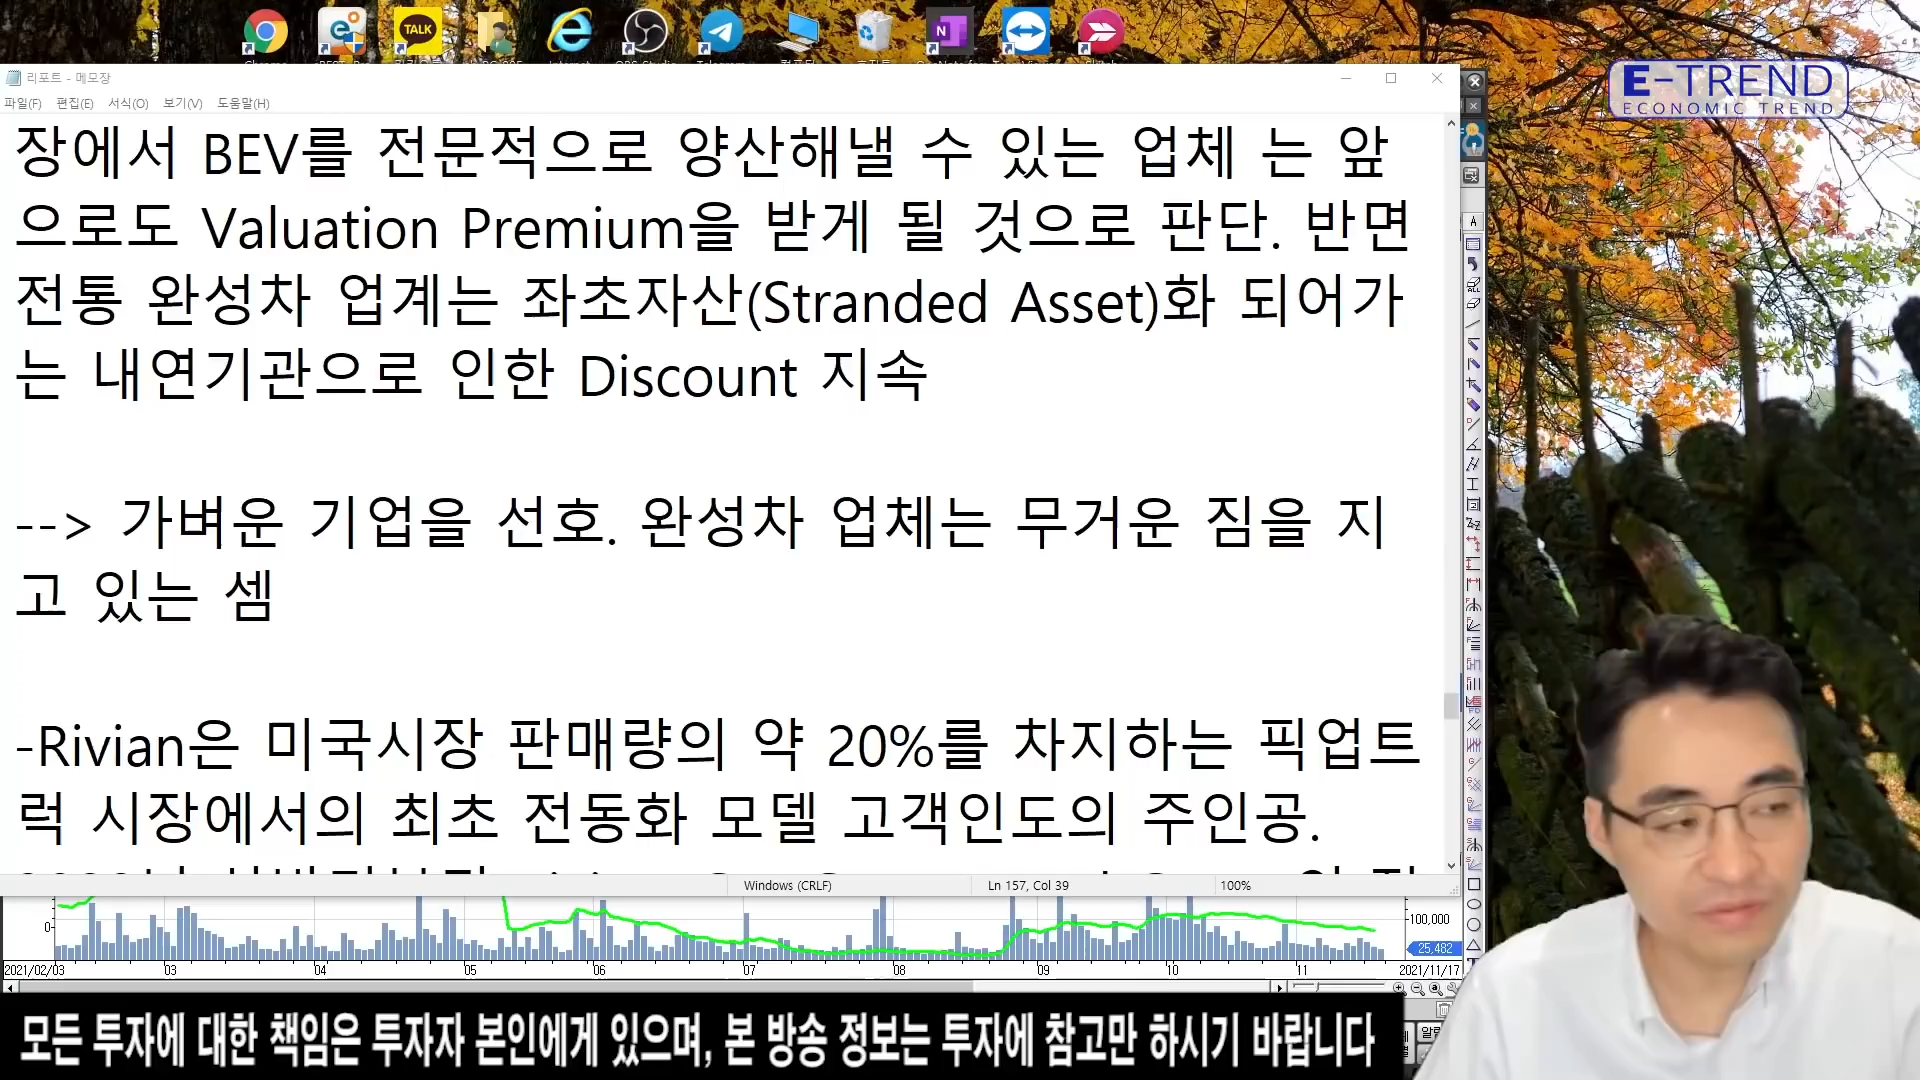 E-TREND
ECONOMIC TREND
TALK
리포트 - 메모장
파일(F) 편집(E) 서식(O) 보기(V) 도움말(H)
장에서 BEV를 전문적으로 양산해낼 수 있는 업체 는 앞
으로도 Valuation Premium을 받게 될 것으로 판단. 반면
전통 완성차 업계는 좌초자산(Stranded Asset)화 되어가
는 내연기관으로 인한 Discount 지속
--> 가벼운 기업을 선호. 완성차 업체는 무거운 짐을 지
고 있는 셈
-Rivian은 미국시장 판매량의 약 20%를 차지하는 픽업트
럭 시장에서의 최초 전동화 모델 고객인도의 주인공.
Windows (CRLF) Ln 157, Col 39 100%
0 100,000
25,482
2021/02/03 03 04 05 06 07 08 09 10 11 2021/11/17
모든 투자에 대한 책임은 투자자 본인에게 있으며, 본 방송 정보는 투자에 참고만 하시기 바랍니다